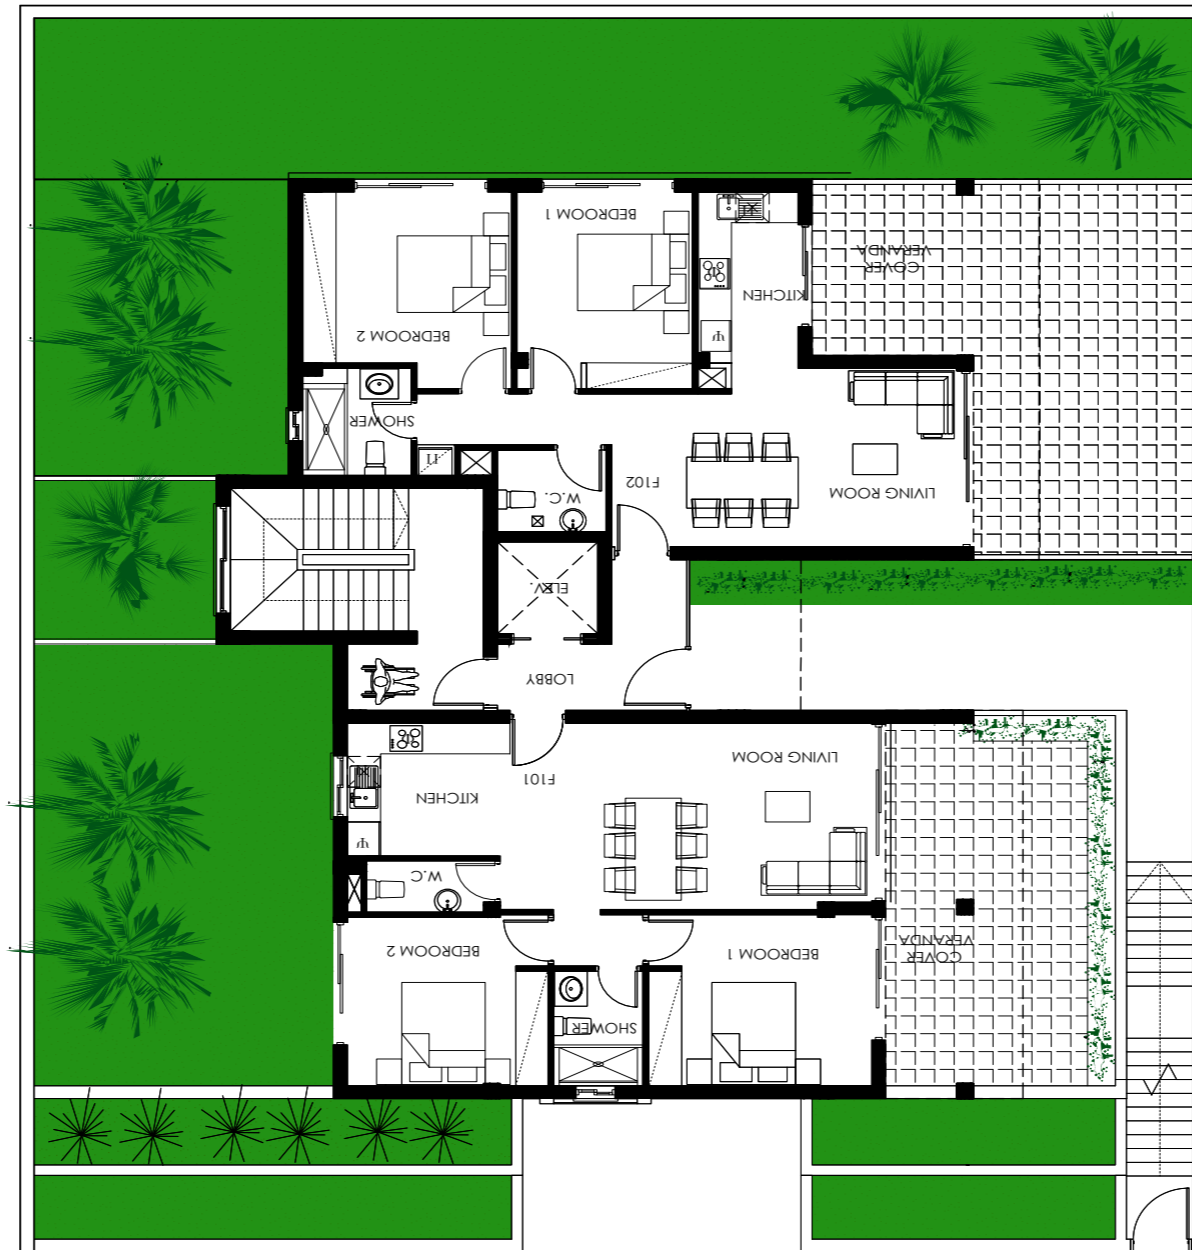 BEDROOM 1
COVER
VERANDA
KITCHEN
BEDROOM 2
SHOWER
F102
LIVING ROOM
W.C.
ELEV.
LOBBY
LIVING ROOM
F101
KITCHEN
W.C
BEDROOM 2
BEDROOM 1
COVER
VERANDA
SHOWER